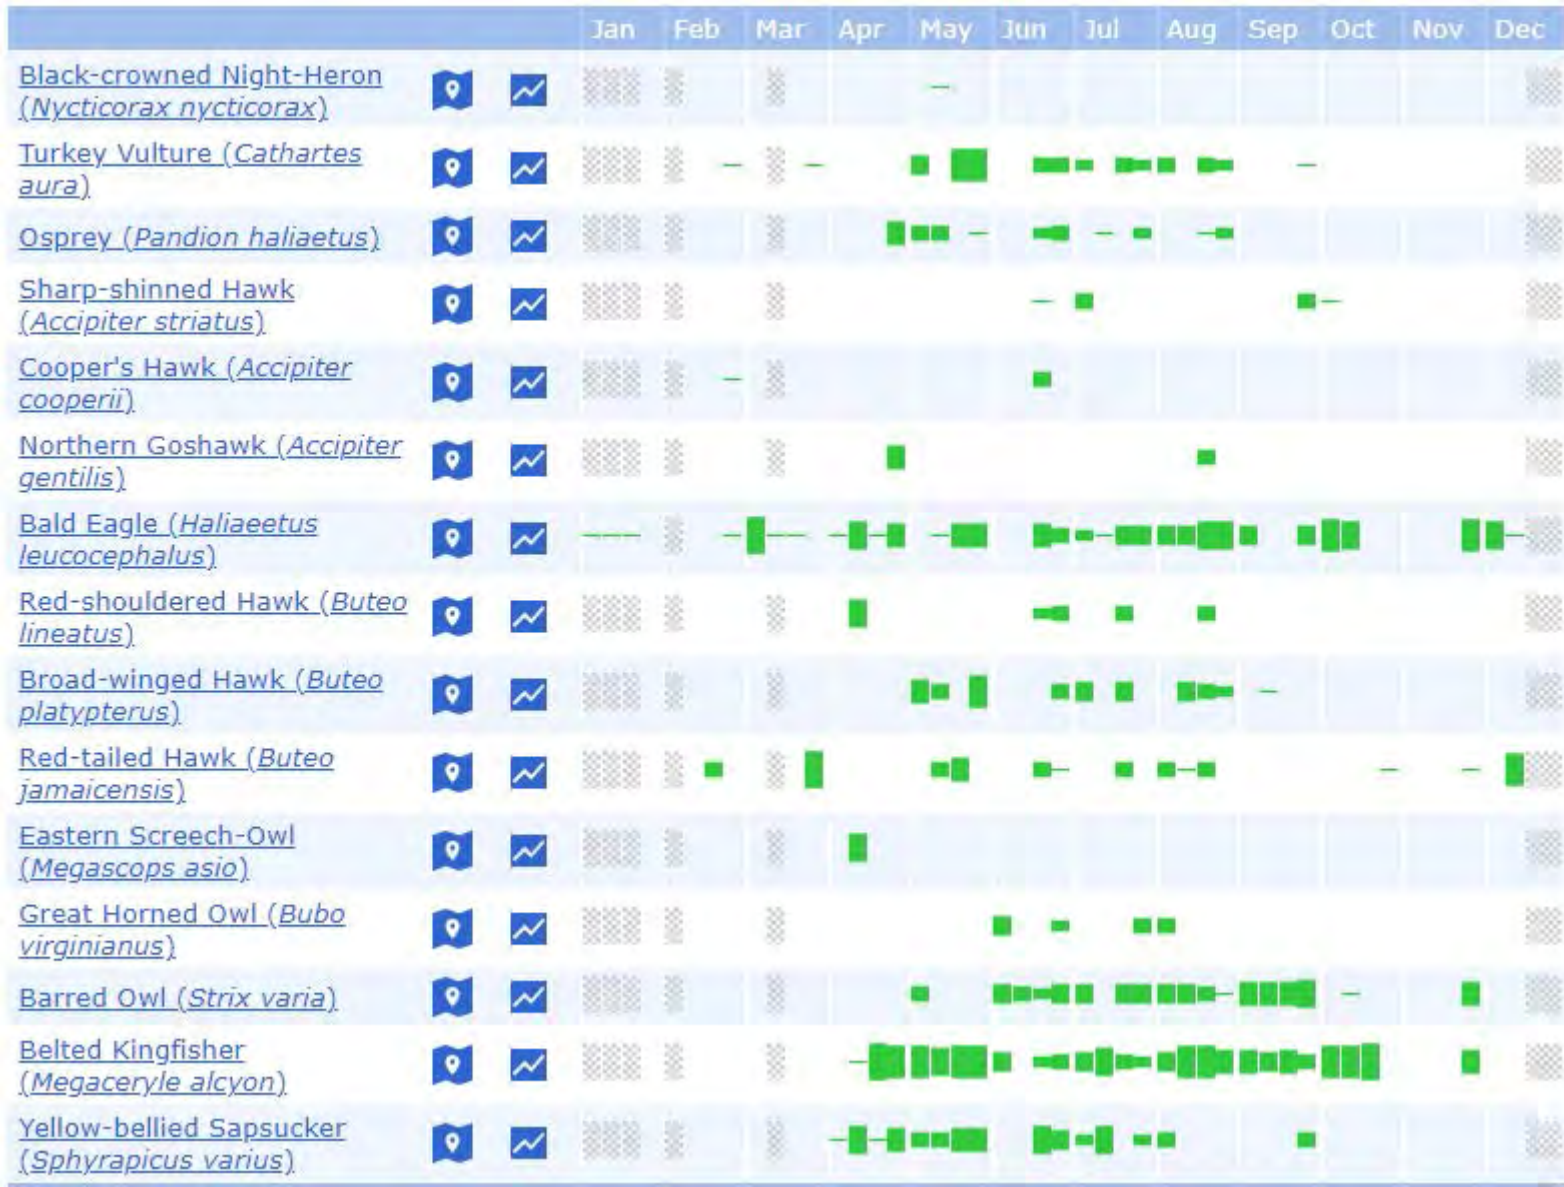 Jan Feb Mar Apr May Jun Jul Aug Sep Oct Nov Dec
Black-crowned Night-Heron
(Nycticorax nycticorax)
Turkey Vulture (Cathartes
aura)
Osprey (Pandion haliaetus)
Sharp-shinned Hawk
(Accipiter striatus)
Cooper's Hawk (Accipiter
cooperii)
Northern Goshawk (Accipiter
gentilis)
Bald Eagle (Haliaeetus
leucocephalus)
Red-shouldered Hawk (Buteo
lineatus)
Broad-winged Hawk (Buteo
platypterus)
Red-tailed Hawk (Buteo
jamaicensis)
Eastern Screech-Owl
(Megascops asio)
Great Horned Owl (Bubo
virginianus)
Barred Owl (Strix varia)
Belted Kingfisher
(Megaceryle alcyon)
Yellow-bellied Sapsucker
(Sphyrapicus varius)